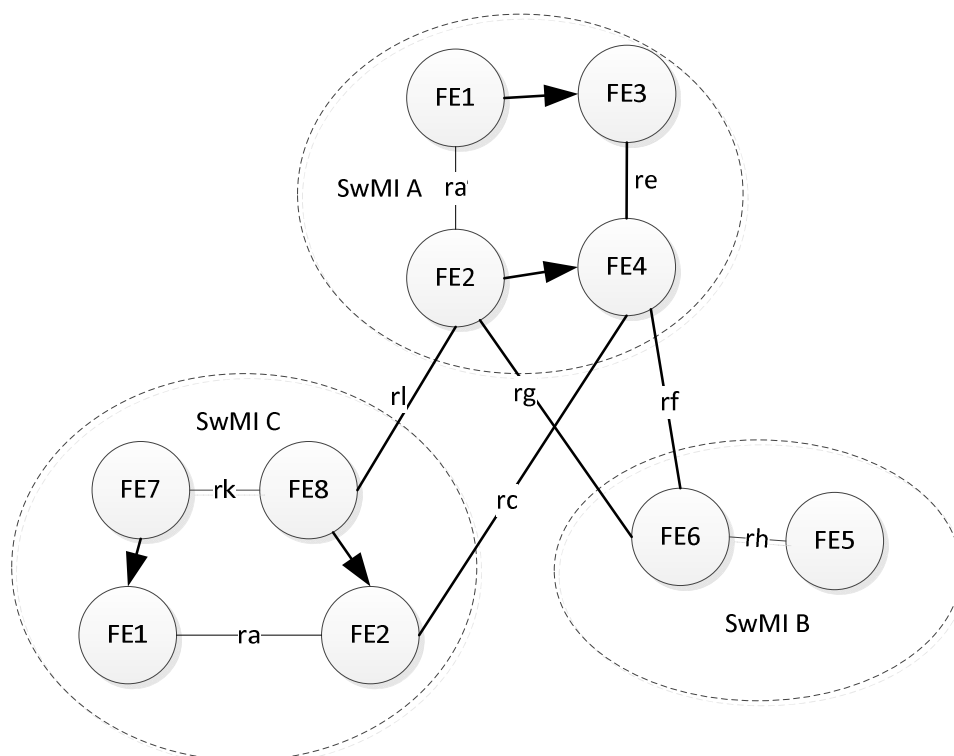 FE1
FE3
SwMI A
ra
re
FE2
FE4
rl
rg
rf
SwMI C
FE7
rk
FE8
rc
FE6
rh
FE5
FE1
ra
FE2
SwMI B